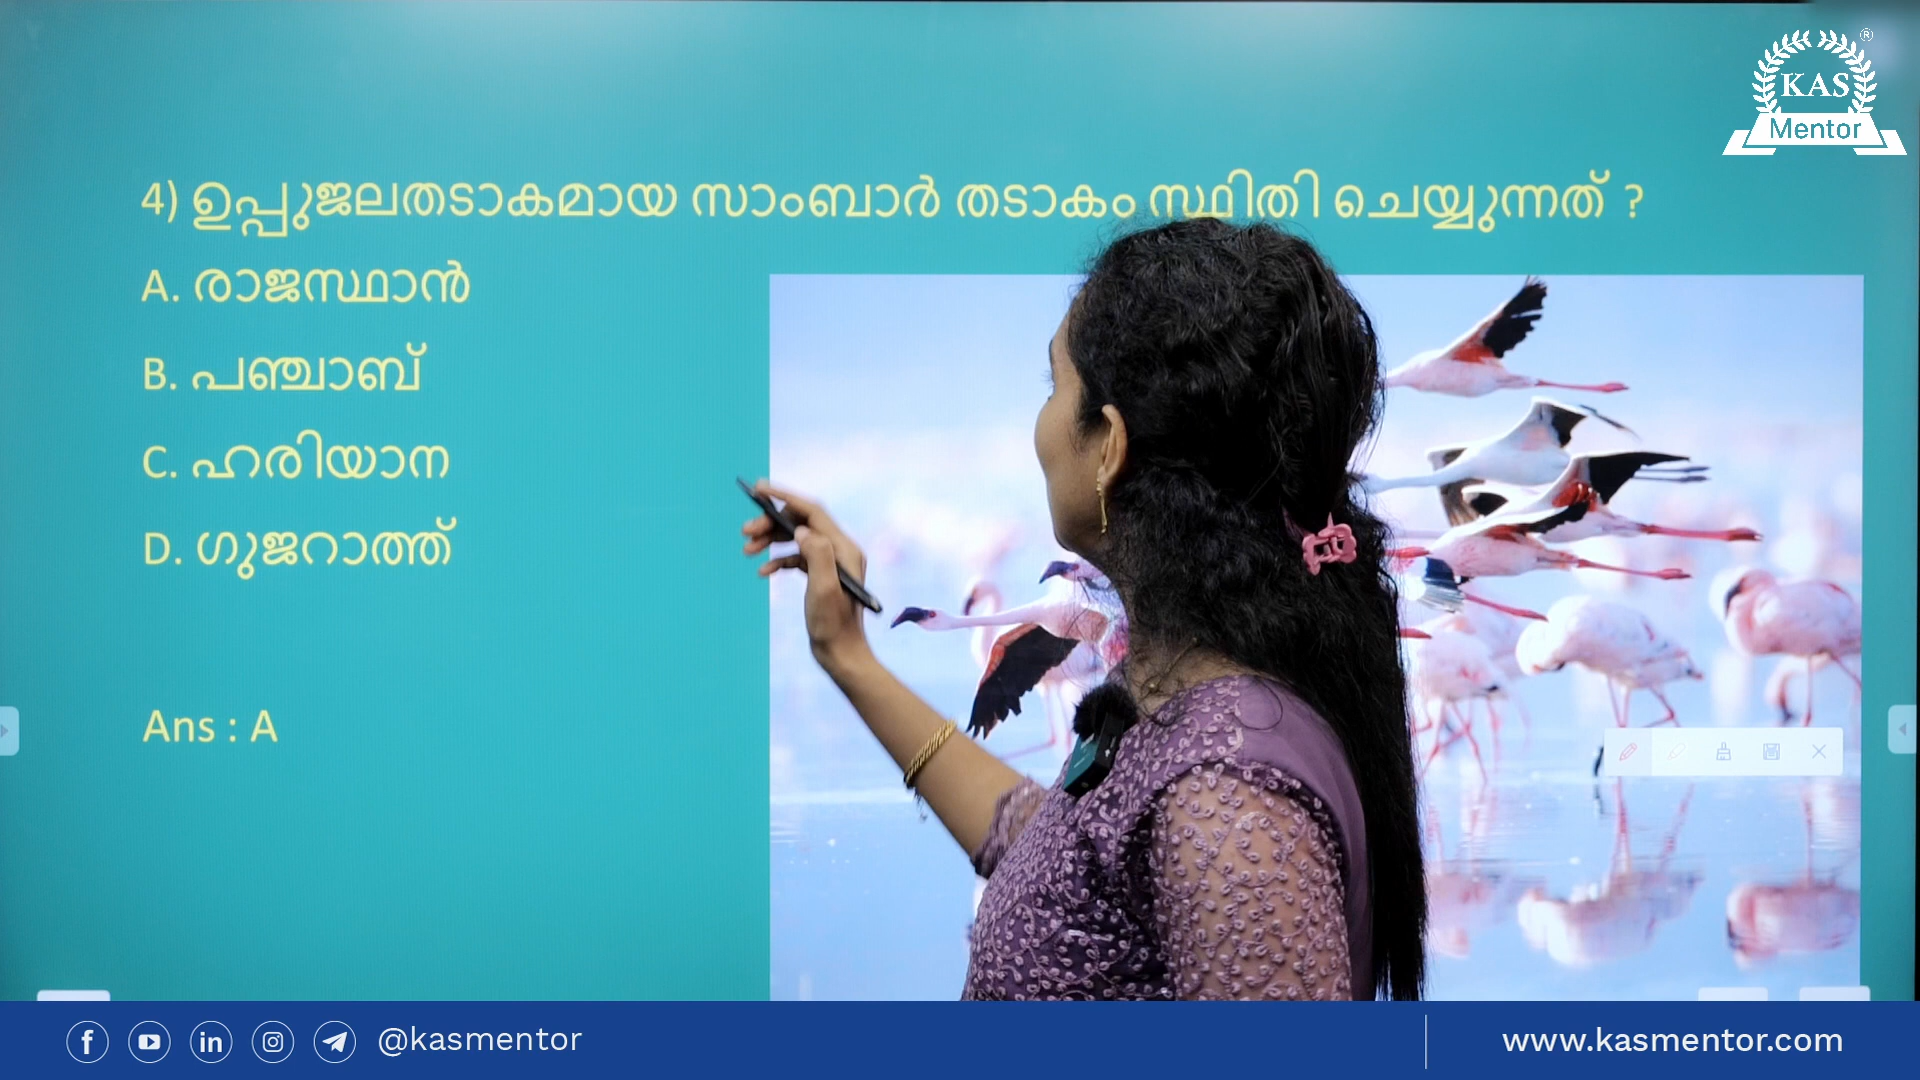 KAS
®
Mentor
4) ഉപ്പുജലതടാകമായ സാംബാർ തടാകം സ്ഥിതി ചെയ്യുന്നത് ?
A. രാജസ്ഥാൻ
B. പഞ്ചാബ്
C. ഹരിയാന
D. ഗുജറാത്ത്
Ans : A
@kasmentor
www.kasmentor.com